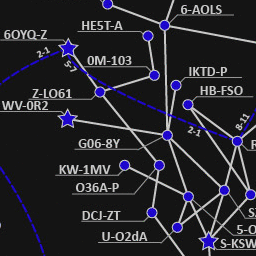 6-AOLS
HE5T-A
6OYQ-Z
2-1
5-7
0M-103
IKTD-P
Z-LO61
HB-FSO
WV-0R2
8-11
2-1
G06-8Y
KW-1MV
O36A-P
DCJ-ZT
U-O2dA
5-O
S-KSW